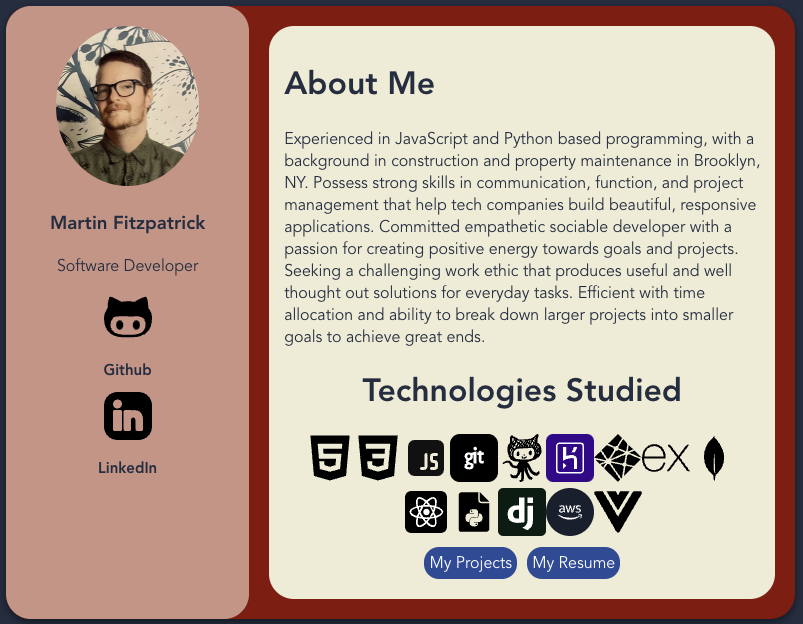 Martin Fitzpatrick
Software Developer
Github
in
LinkedIn
About Me
Experienced in JavaScript and Python based programming, with a
background in construction and property maintenance in Brooklyn,
NY. Possess strong skills in communication, function, and project
management that help tech companies build beautiful, responsive
applications. Committed empathetic sociable developer with a
passion for creating positive energy towards goals and projects.
Seeking a challenging work ethic that produces useful and well
thought out solutions for everyday tasks. Efficient with time
allocation and ability to break down larger projects into smaller
goals to achieve great ends.
Technologies Studied
5 3 JS git ex
dj aws
My Projects My Resume